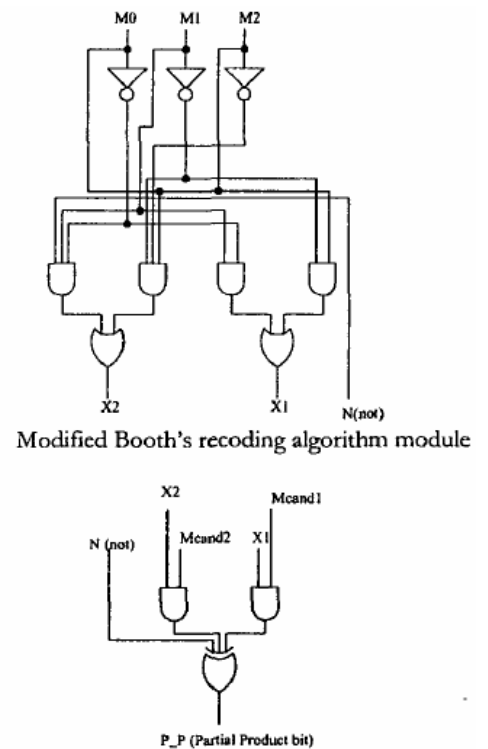 M0 M1 M2
X2 X1 N(not)
Modified Booth's recoding algorithm module
X2 Mcand1
N (not) Mcand2 X1
P_P (Partial Product bit)